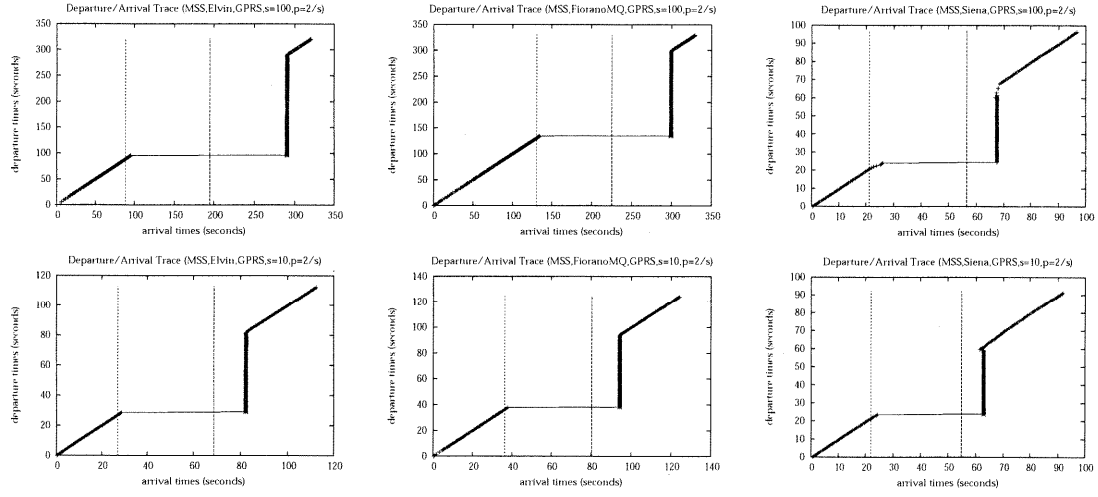 Departure/Arrival Trace (MSS,Elvin,GPRS,s=100,p=2/s)
350
300
250
200
150
100
50
0
departure times (seconds)
0 50 100 150 200 250 300 350
arrival times (seconds)
Departure/Arrival Trace (MSS,FioranoMQ,GPRS,s=100,p=2/s)
350
300
250
200
150
100
50
0
departure times (seconds)
0 50 100 150 200 250 300 350
arrival times (seconds)
Departure/Arrival Trace (MSS,Siena,GPRS,s=100,p=2/s)
100
90
80
70
60
50
40
30
20
10
0
departure times (seconds)
0 10 20 30 40 50 60 70 80 90 100
arrival times (seconds)
Departure/Arrival Trace (MSS,Elvin,GPRS,s=10,p=2/s)
120
100
80
60
40
20
0
departure times (seconds)
0 20 40 60 80 100 120
arrival times (seconds)
Departure/Arrival Trace (MSS,FioranoMQ,GPRS,s=10,p=2/s)
140
120
100
80
60
40
20
0
departure times (seconds)
0 20 40 60 80 100 120 140
arrival times (seconds)
Departure/Arrival Trace (MSS,Siena,GPRS,s=10,p=2/s)
100
90
80
70
60
50
40
30
20
10
0
departure times (seconds)
0 10 20 30 40 50 60 70 80 90 100
arrival times (seconds)